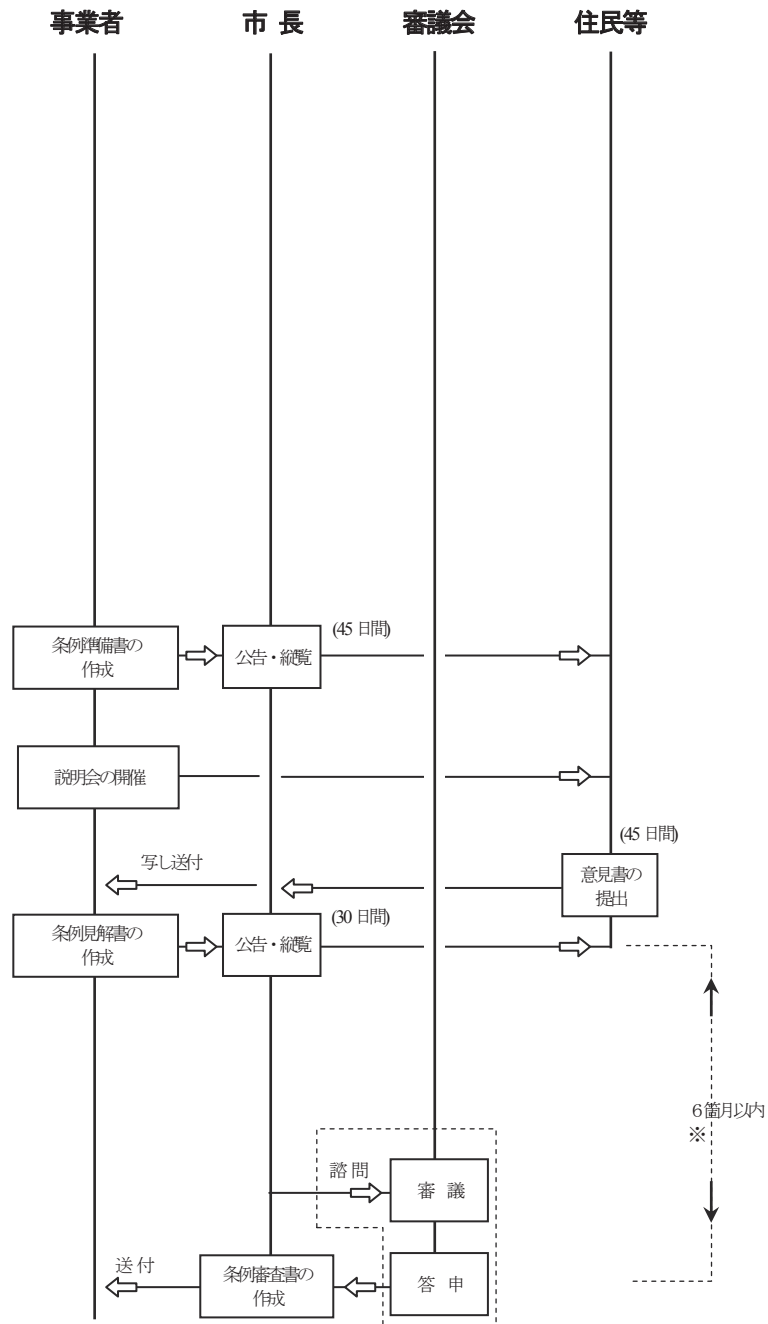 事業者
市 長
審議会
住民等
条例準備書の
作成
公告・縦覧
(45 日間)
説明会の開催
(45 日間)
写し送付
意見書の
提出
条例見解書の
作成
公告・縦覧
(30 日間)
6箇月以内
※
諮 問
審 議
送 付
条例審査書の
作成
答 申